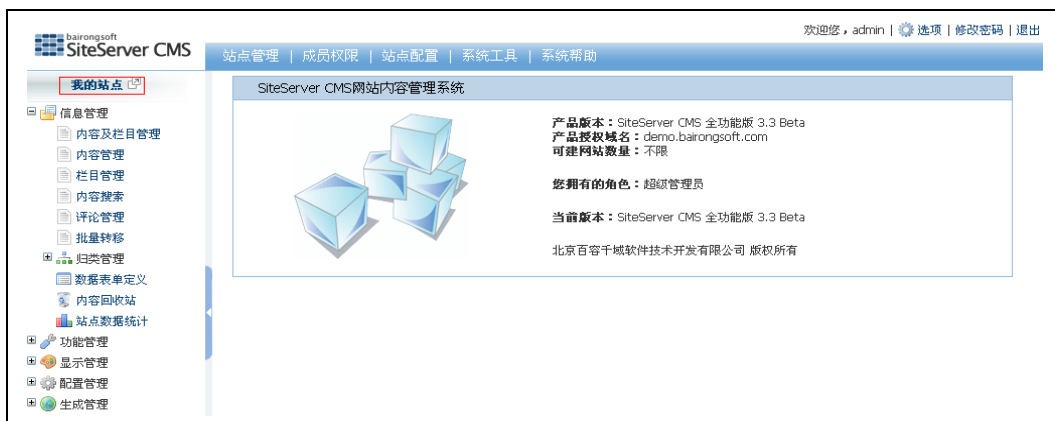 欢迎您，admin | 选项 | 修改密码 | 退出
bairongsoft
SiteServer CMS
站点管理 | 成员权限 | 站点配置 | 系统工具 | 系统帮助
我的站点
信息管理
内容及栏目管理
内容管理
栏目管理
内容搜索
评论管理
批量转移
归类管理
数据表单定义
内容回收站
站点数据统计
功能管理
显示管理
配置管理
生成管理
SiteServer CMS网站内容管理系统
产品版本：SiteServer CMS 全功能版 3.3 Beta
产品授权域名：demo.bairongsoft.com
可建网站数量：不限
您拥有的角色：超级管理员
当前版本：SiteServer CMS 全功能版 3.3 Beta
北京百容千域软件技术开发有限公司 版权所有